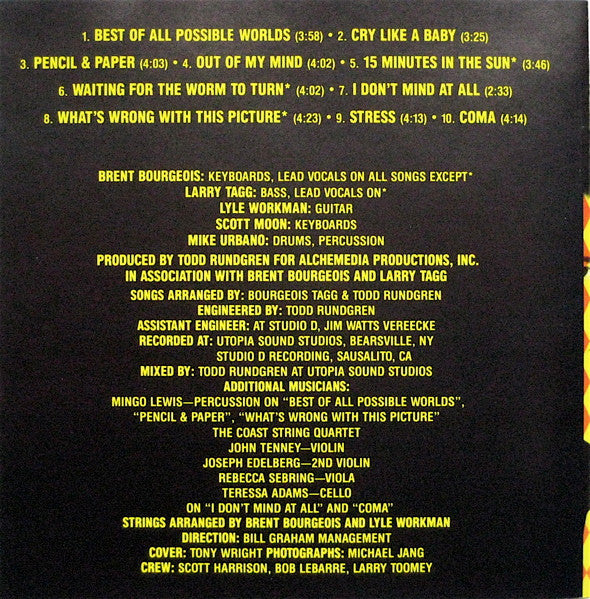 1. BEST OF ALL POSSIBLE WORLDS (3:58) • 2. CRY LIKE A BABY (3:25)
3. PENCIL & PAPER (4:03) • 4. OUT OF MY MIND (4:02) • 5. 15 MINUTES IN THE SUN* (3:46)
6. WAITING FOR THE WORM TO TURN* (4:02) • 7. I DON'T MIND AT ALL (2:33)
8. WHAT'S WRONG WITH THIS PICTURE* (4:23) • 9. STRESS (4:13) • 10. COMA (4:14)
BRENT BOURGEOIS: KEYBOARDS, LEAD VOCALS ON ALL SONGS EXCEPT*
LARRY TAGG: BASS, LEAD VOCALS ON*
LYLE WORKMAN: GUITAR
SCOTT MOON: KEYBOARDS
MIKE URBANO: DRUMS, PERCUSSION
PRODUCED BY TODD RUNDGREN FOR ALCHEMEDIA PRODUCTIONS, INC.
IN ASSOCIATION WITH BRENT BOURGEOIS AND LARRY TAGG
SONGS ARRANGED BY: BOURGEOIS TAGG & TODD RUNDGREN
ENGINEERED BY: TODD RUNDGREN
ASSISTANT ENGINEER: AT STUDIO D, JIM WATTS VEREECKE
RECORDED AT: UTOPIA SOUND STUDIOS, BEARSVILLE, NY
STUDIO D RECORDING, SAUSALITO, CA
MIXED BY: TODD RUNDGREN AT UTOPIA SOUND STUDIOS
ADDITIONAL MUSICIANS:
MINGO LEWIS—PERCUSSION ON "BEST OF ALL POSSIBLE WORLDS",
"PENCIL & PAPER", "WHAT'S WRONG WITH THIS PICTURE"
THE COAST STRING QUARTET
JOHN TENNEY—VIOLIN
JOSEPH EDELBERG—2ND VIOLIN
REBECCA SEBRING—VIOLA
TERESSA ADAMS—CELLO
ON "I DON'T MIND AT ALL" AND "COMA"
STRINGS ARRANGED BY BRENT BOURGEOIS AND LYLE WORKMAN
DIRECTION: BILL GRAHAM MANAGEMENT
COVER: TONY WRIGHT PHOTOGRAPHS: MICHAEL JANG
CREW: SCOTT HARRISON, BOB LEBARRE, LARRY TOOMEY